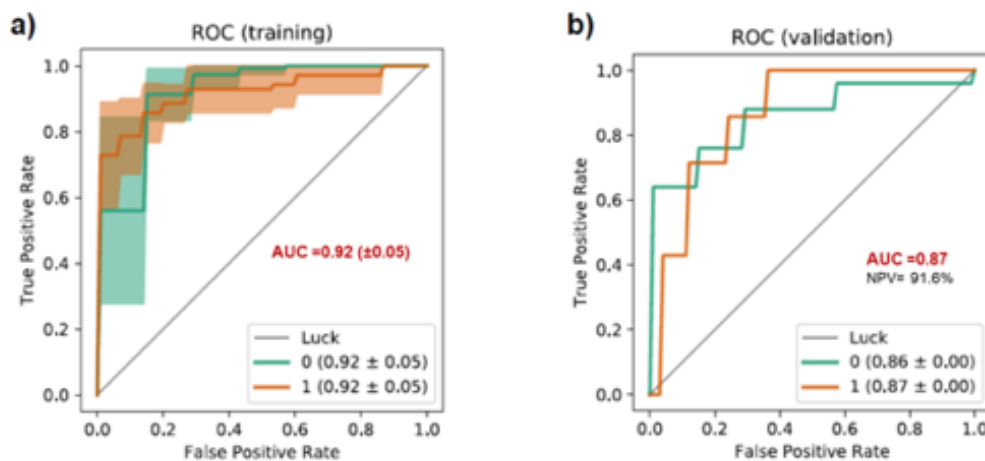 a)
ROC (training)
True Positive Rate
1.0
0.8
0.6
0.4
0.2
0.0
AUC =0.92 (±0.05)
Luck
0 (0.92 ± 0.05)
1 (0.92 ± 0.05)
0.0 0.2 0.4 0.6 0.8 1.0
False Positive Rate
b)
ROC (validation)
True Positive Rate
1.0
0.8
0.6
0.4
0.2
0.0
AUC =0.87
NPV= 91.6%
Luck
0 (0.86 ± 0.00)
1 (0.87 ± 0.00)
0.0 0.2 0.4 0.6 0.8 1.0
False Positive Rate